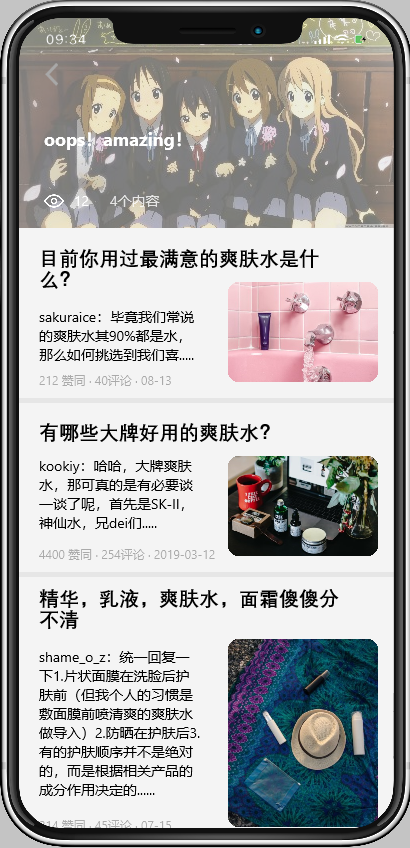 09:34
oops! amazing!
12 4个内容
目前你用过最满意的爽肤水是什
么?
sakuraice：毕竟我们常说
的爽肤水其90%都是水，
那么如何挑选到我们喜.....
212 赞同 · 40评论 · 08-13
有哪些大牌好用的爽肤水?
kookiy：哈哈，大牌爽肤
水，那可真的是有必要谈
一谈了呢，首先是SK-II，
神仙水，兄dei们.....
4400 赞同 · 254评论 · 2019-03-12
精华，乳液，爽肤水，面霜傻傻分
不清
shame_o_z：统一回复一
下1.片状面膜在洗脸后护
肤前（但我个人的习惯是
敷面膜前喷清爽的爽肤水
做导入）2.防晒在护肤后3.
有的护肤顺序并不是绝对
的，而是根据相关产品的
成分作用决定的......
赞同 · 45评论 · 07-15